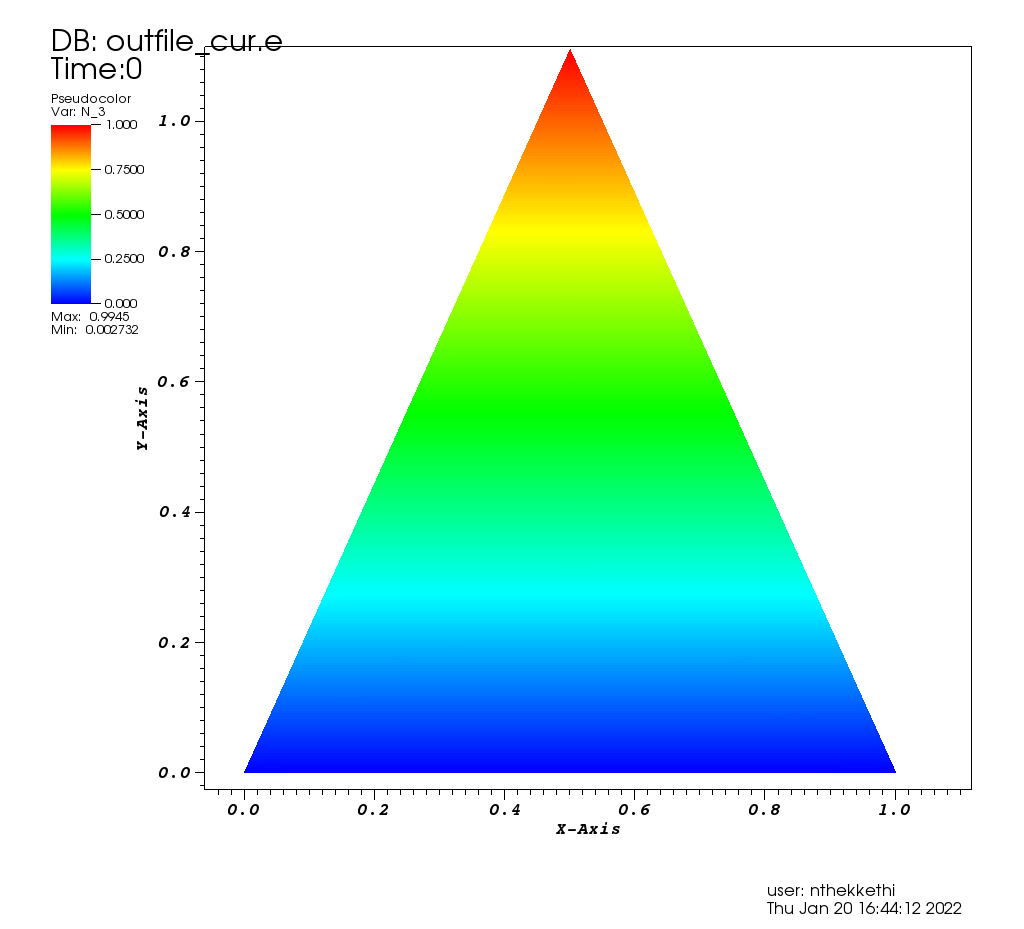 DB: outfile_cur.e
Time:0
Pseudocolor
Var: N_3
1.000
0.7500
0.5000
0.2500
0.000
Max: 0.9945
Min: 0.002732
1.0
0.8
0.6
0.4
0.2
0.0
Y-Axis
0.0 0.2 0.4 0.6 0.8 1.0
X-Axis
user: nthekkethi
Thu Jan 20 16:44:12 2022